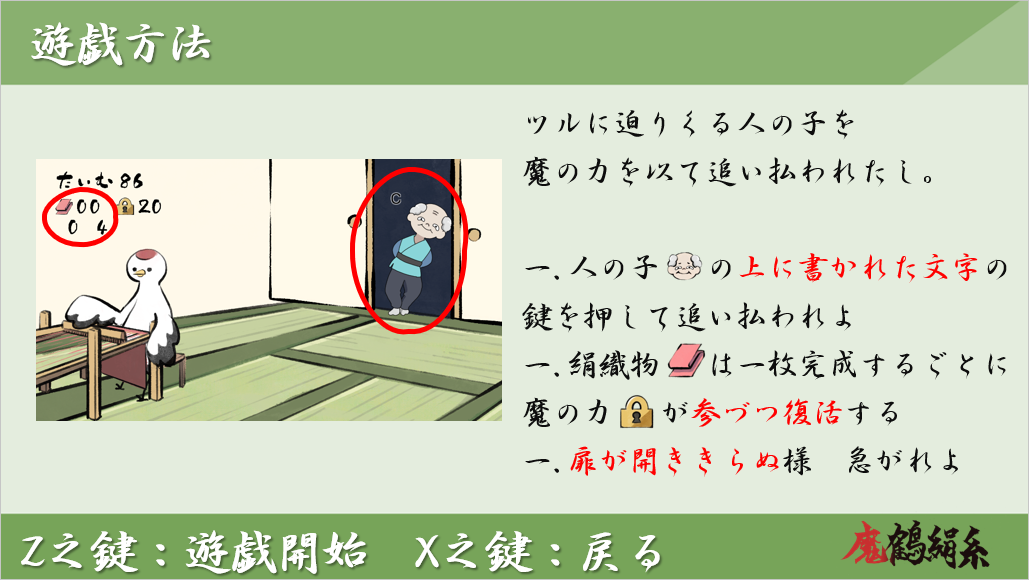 遊戯方法
ツルに迫りくる人の子を
魔の力を以て追い払われたし。
一.人の子の上に書かれた文字の
鍵を押して追い払われよ
一.絹織物は一枚完成するごとに
魔の力が参づつ復活する
一.扉が開ききらぬ様　急がれよ
たいむ 86
00 20
0 4
C
Z之鍵：遊戯開始　X之鍵：戻る
魔鶴絹糸